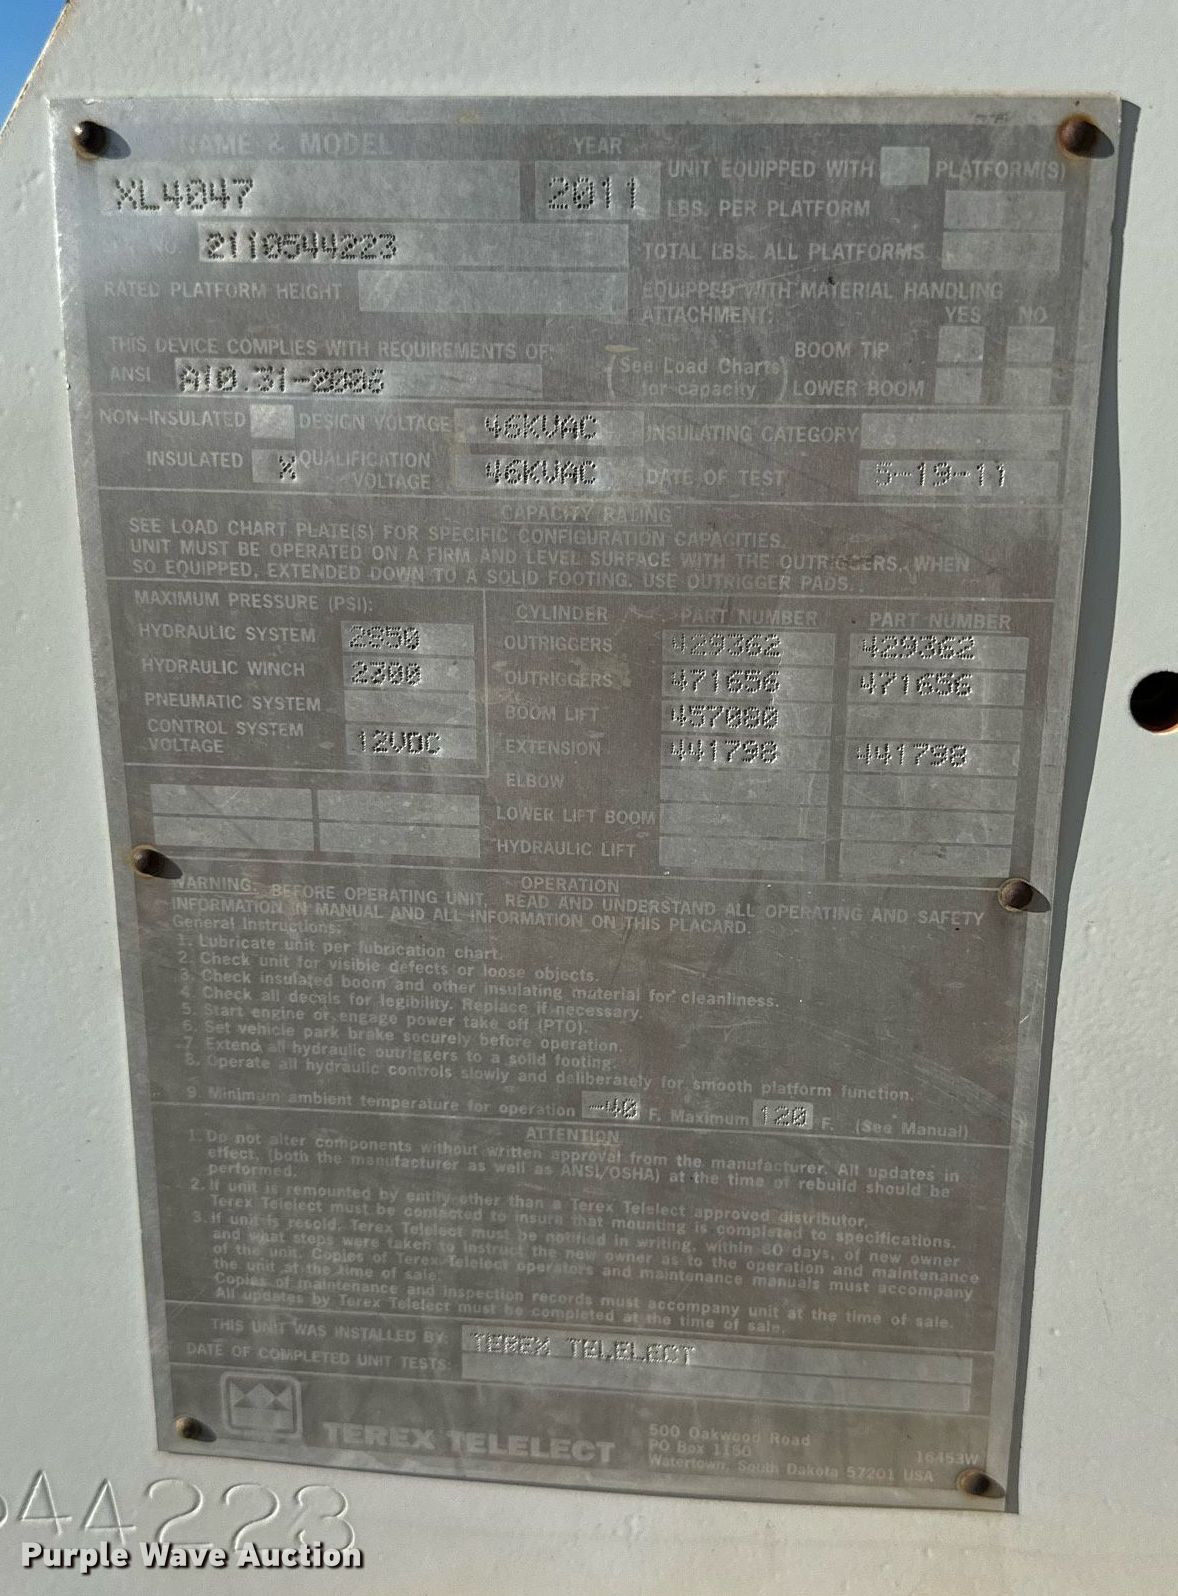 NAME & MODEL YEAR
XL4047 2011
UNIT EQUIPPED WITH PLATFORM(S)
LBS. PER PLATFORM
NO. 2110544223
TOTAL LBS. ALL PLATFORMS
RATED PLATFORM HEIGHT
EQUIPPED WITH MATERIAL HANDLING
ATTACHMENT: YES NO
THIS DEVICE COMPLIES WITH REQUIREMENTS OF:
ANSI A10.31-2006
(See Load Charts for capacity)
BOOM TIP
LOWER BOOM
NON-INSULATED DESIGN VOLTAGE 46KVAC INSULATING CATEGORY
INSULATED X QUALIFICATION VOLTAGE 46KVAC DATE OF TEST 5-19-11
CAPACITY RATING
SEE LOAD CHART PLATE(S) FOR SPECIFIC CONFIGURATION CAPACITIES.
UNIT MUST BE OPERATED ON A FIRM AND LEVEL SURFACE WITH THE OUTRIGGERS, WHEN
SO EQUIPPED, EXTENDED DOWN TO A SOLID FOOTING. USE OUTRIGGER PADS.
MAXIMUM PRESSURE (PSI):
HYDRAULIC SYSTEM 2850
HYDRAULIC WINCH 2300
PNEUMATIC SYSTEM
CONTROL SYSTEM VOLTAGE 12VDC
CYLINDER PART NUMBER PART NUMBER
OUTRIGGERS 429362 429362
OUTRIGGERS 471656 471656
BOOM LIFT 457080
EXTENSION 441798 441798
ELBOW
LOWER LIFT BOOM
HYDRAULIC LIFT
OPERATION
WARNING: BEFORE OPERATING UNIT, READ AND UNDERSTAND ALL OPERATING AND SAFETY
INFORMATION IN MANUAL AND ALL INFORMATION ON THIS PLACARD.
General Instructions:
1. Lubricate unit per lubrication chart.
2. Check unit for visible defects or loose objects.
3. Check insulated boom and other insulating material for cleanliness.
4. Check all decals for legibility. Replace if necessary.
5. Start engine or engage power take off (PTO).
6. Set vehicle park brake securely before operation.
7. Extend all hydraulic outriggers to a solid footing.
8. Operate all hydraulic controls slowly and deliberately for smooth platform function.
9. Minimum ambient temperature for operation -40 F. Maximum 120 F. (See Manual)
ATTENTION
1. Do not alter components without written approval from the manufacturer. All updates in
effect, (both the manufacturer as well as ANSI/OSHA) at the time of rebuild should be
performed.
2. If unit is remounted by entity other than a Terex Telelect approved distributor,
Terex Telelect must be contacted to insure that mounting is completed to specifications.
3. If unit is resold, Terex Telelect must be notified in writing, within 60 days, of new owner
and what steps were taken to instruct the new owner as to the operation and maintenance
of the unit. Copies of Terex Telelect operators and maintenance manuals must accompany
the unit at the time of sale.
Copies of maintenance and inspection records must accompany unit at the time of sale.
All updates by Terex Telelect must be completed at the time of sale.
THIS UNIT WAS INSTALLED BY: TEREX TELELECT
DATE OF COMPLETED UNIT TESTS:
TEREX TELELECT
500 Oakwood Road
PO Box 1150
Watertown, South Dakota 57201 USA
16453W
544223
Purple Wave Auction